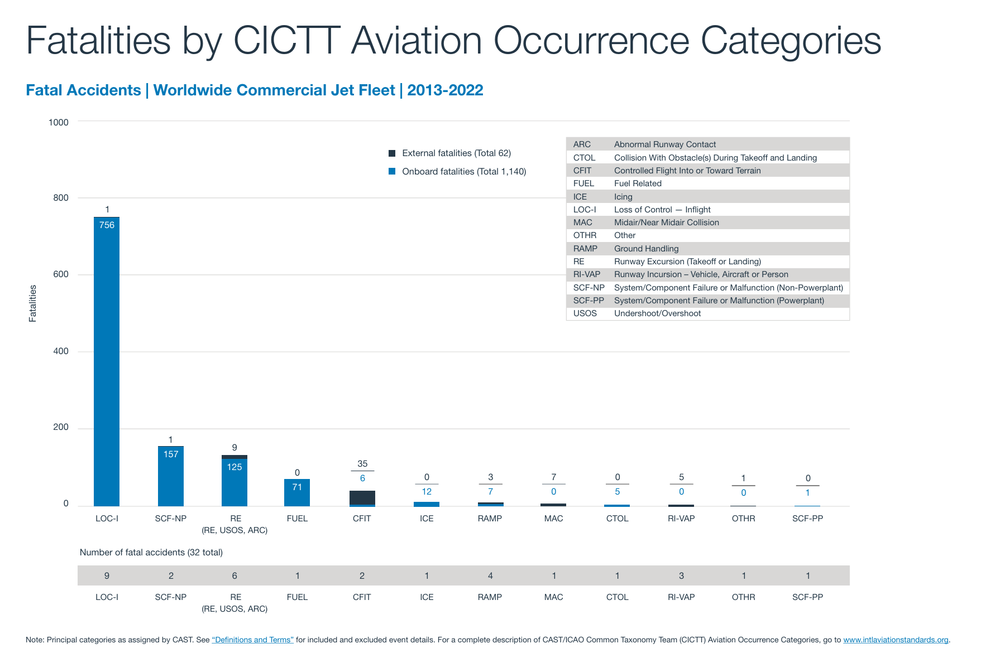 Fatalities by CICTT Aviation Occurrence Categories
Fatal Accidents | Worldwide Commercial Jet Fleet | 2013-2022
1000
800
600
400
200
0
Fatalities
External fatalities (Total 62)
Onboard fatalities (Total 1,140)
ARC Abnormal Runway Contact
CTOL Collision With Obstacle(s) During Takeoff and Landing
CFIT Controlled Flight Into or Toward Terrain
FUEL Fuel Related
ICE Icing
LOC-I Loss of Control — Inflight
MAC Midair/Near Midair Collision
OTHR Other
RAMP Ground Handling
RE Runway Excursion (Takeoff or Landing)
RI-VAP Runway Incursion – Vehicle, Aircraft or Person
SCF-NP System/Component Failure or Malfunction (Non-Powerplant)
SCF-PP System/Component Failure or Malfunction (Powerplant)
USOS Undershoot/Overshoot
1 1 9 0 35 0 3 7 0 5 1 0
756 157 125 71 6 12 7 0 5 0 0 1
LOC-I SCF-NP RE FUEL CFIT ICE RAMP MAC CTOL RI-VAP OTHR SCF-PP
(RE, USOS, ARC)
Number of fatal accidents (32 total)
9 2 6 1 2 1 4 1 1 3 1 1
LOC-I SCF-NP RE FUEL CFIT ICE RAMP MAC CTOL RI-VAP OTHR SCF-PP
(RE, USOS, ARC)
Note: Principal categories as assigned by CAST. See “Definitions and Terms” for included and excluded event details. For a complete description of CAST/ICAO Common Taxonomy Team (CICTT) Aviation Occurrence Categories, go to www.intlaviationstandards.org.